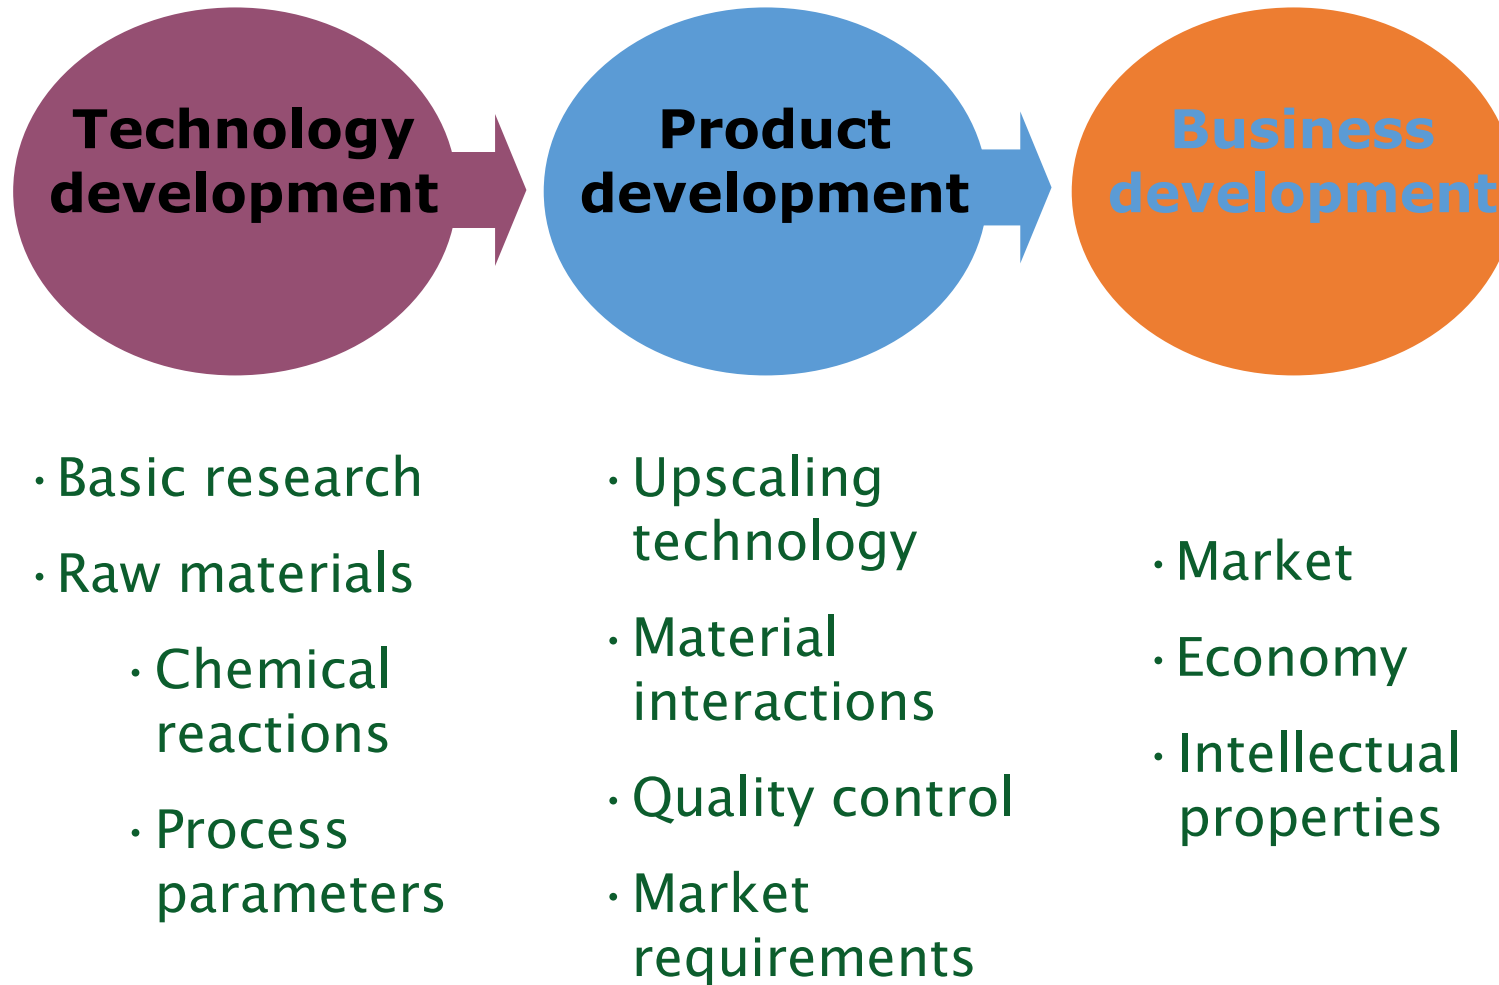 Technology
development
Product
development
Business
development
· Basic research
· Raw materials
· Chemical
reactions
· Process
parameters
· Upscaling
technology
· Material
interactions
· Quality control
· Market
requirements
· Market
· Economy
· Intellectual
properties